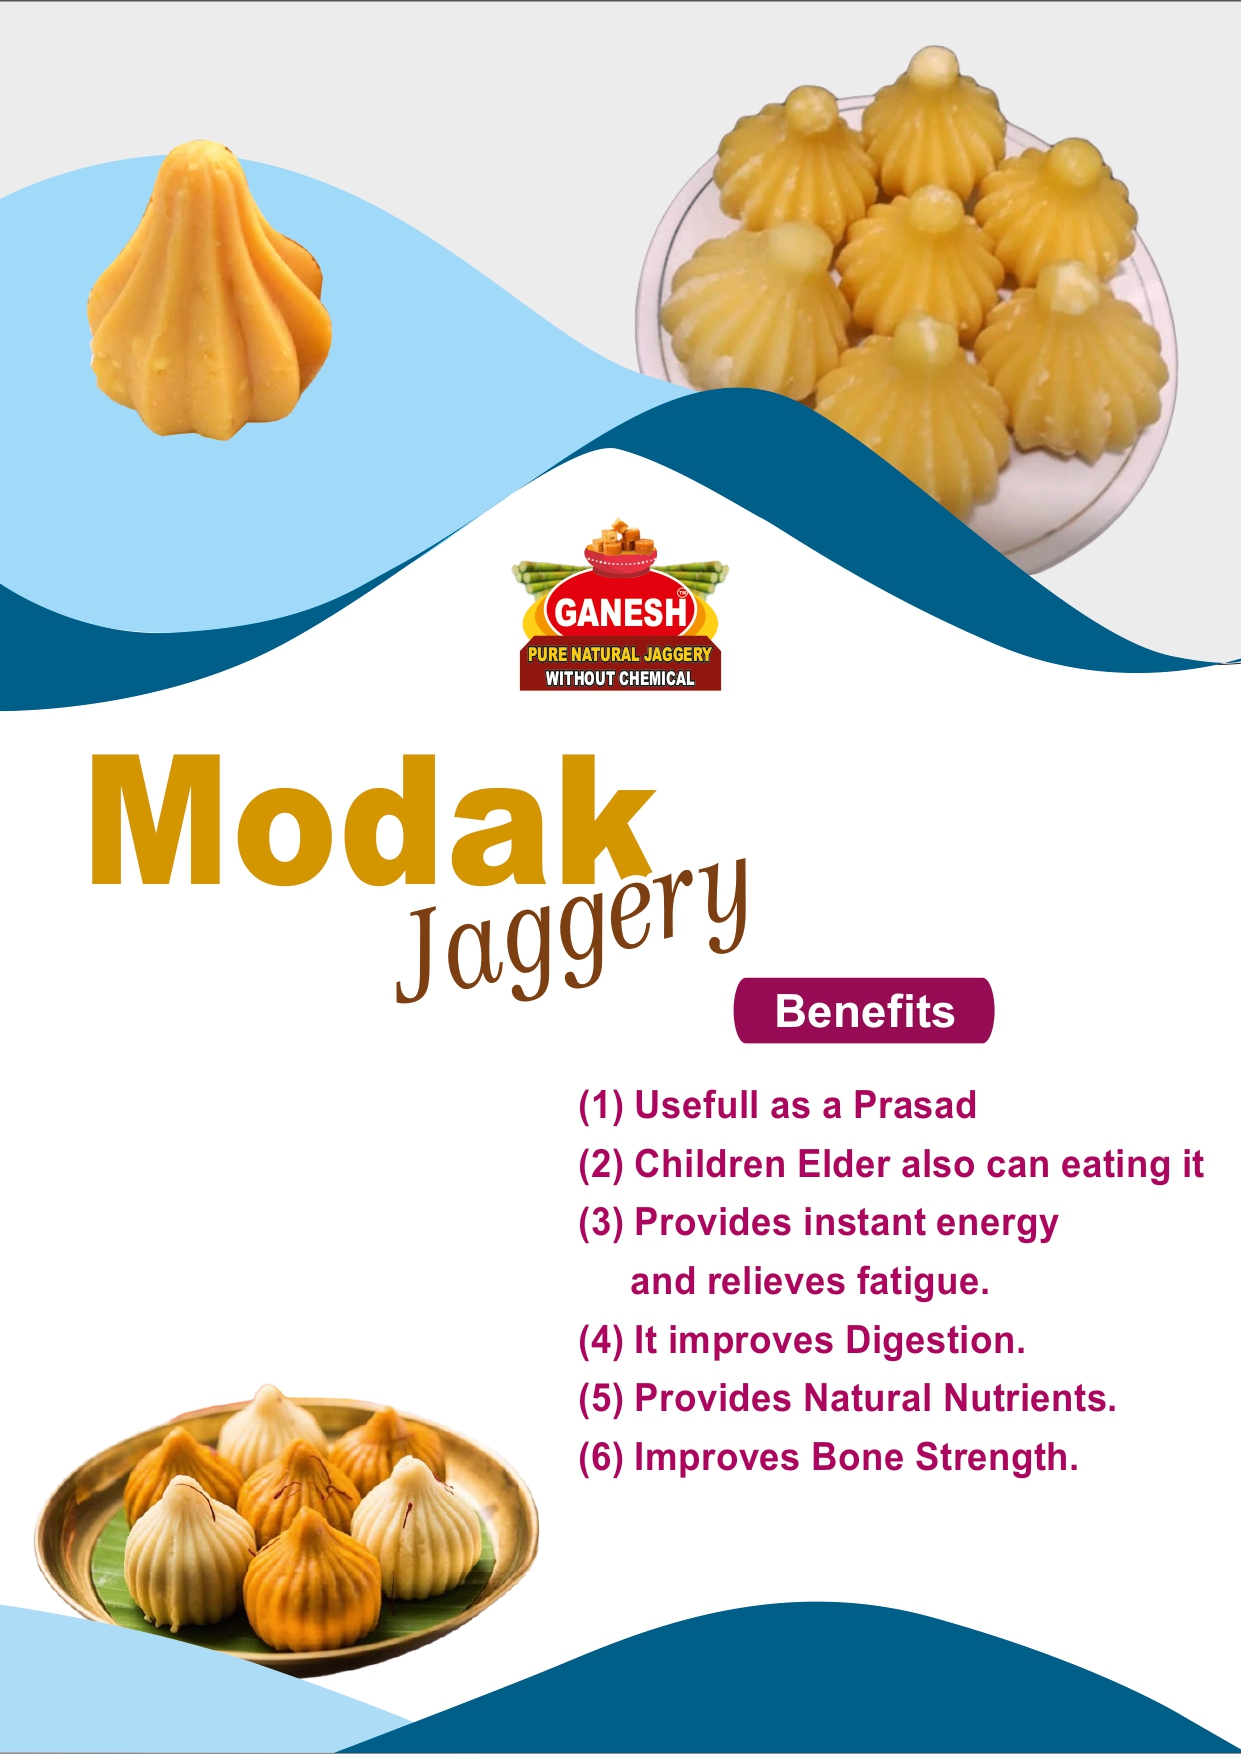 GANESH™
PURE NATURAL JAGGERY
WITHOUT CHEMICAL
Modak
Jaggery
Benefits
(1) Usefull as a Prasad
(2) Children Elder also can eating it
(3) Provides instant energy
and relieves fatigue.
(4) It improves Digestion.
(5) Provides Natural Nutrients.
(6) Improves Bone Strength.